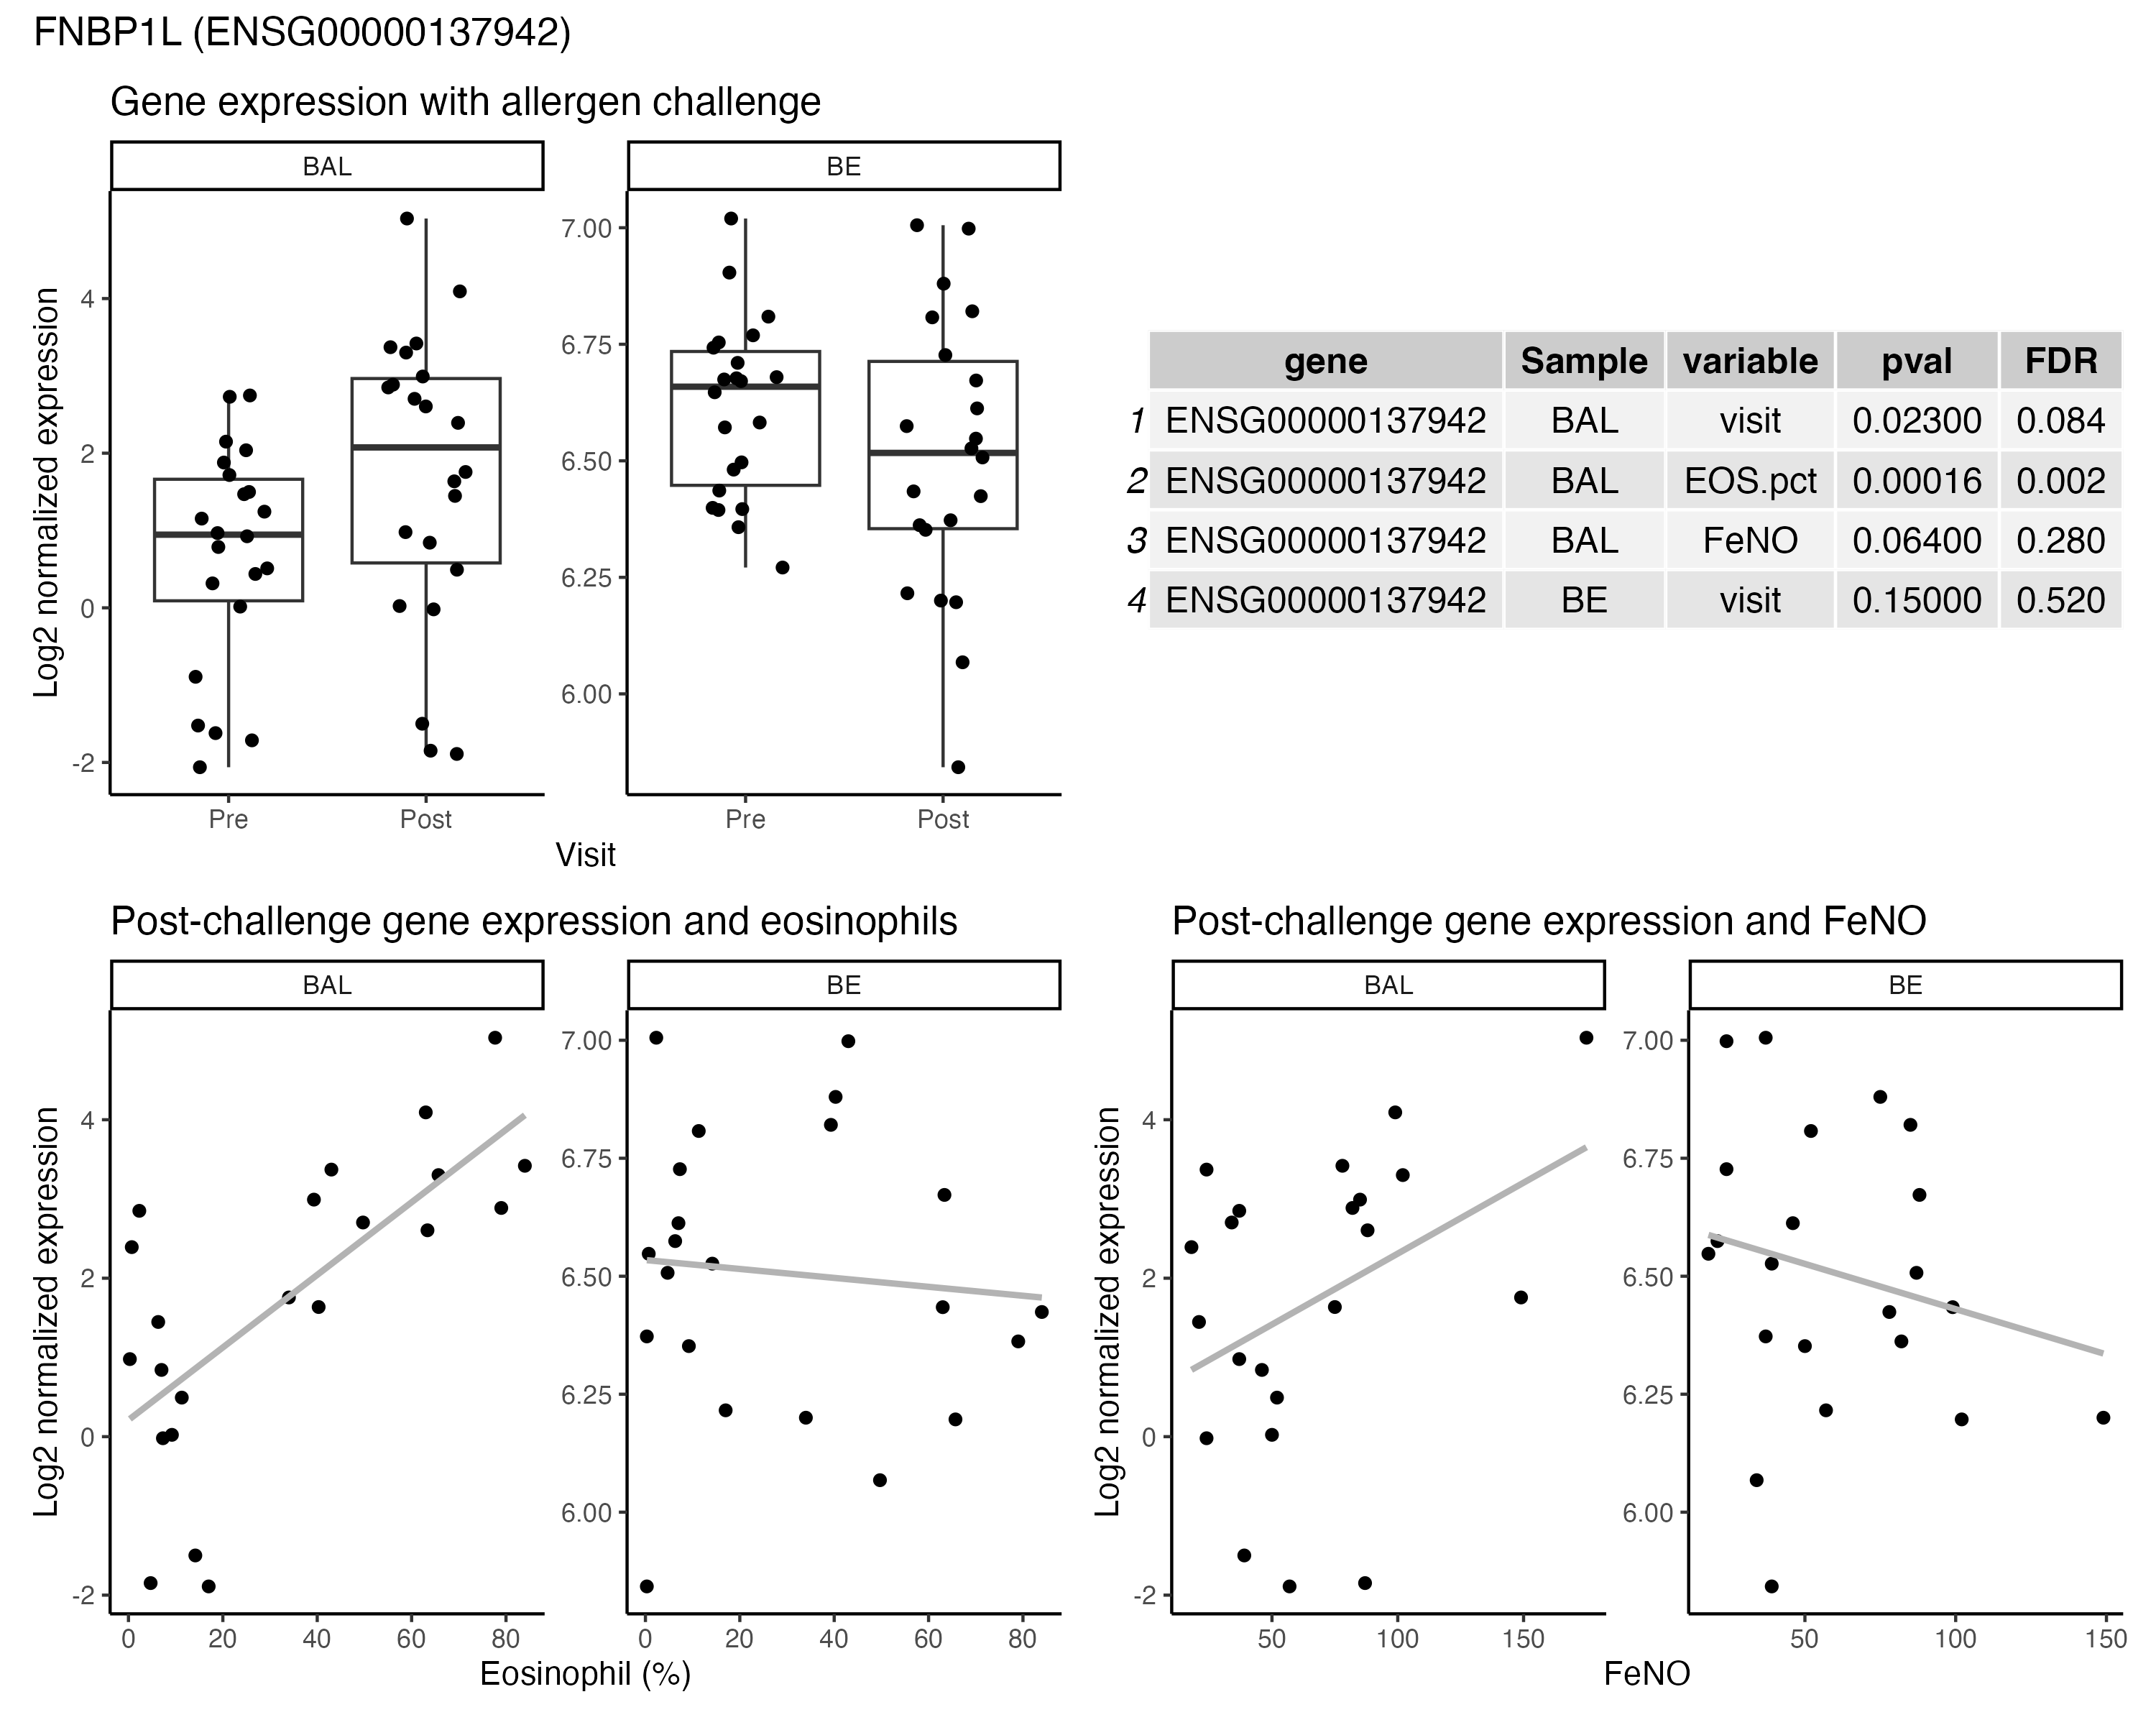 FNBP1L (ENSG00000137942)
Gene expression with allergen challenge
BAL BE
Log2 normalized expression
4
2
0
-2
7.00
6.75
6.50
6.25
6.00
Pre Post Pre Post
Visit
gene Sample variable pval FDR
1 ENSG00000137942 BAL visit 0.02300 0.084
2 ENSG00000137942 BAL EOS.pct 0.00016 0.002
3 ENSG00000137942 BAL FeNO 0.06400 0.280
4 ENSG00000137942 BE visit 0.15000 0.520
Post-challenge gene expression and eosinophils
BAL BE
Log2 normalized expression
4
2
0
-2
7.00
6.75
6.50
6.25
6.00
0 20 40 60 80 0 20 40 60 80
Eosinophil (%)
Post-challenge gene expression and FeNO
BAL BE
Log2 normalized expression
4
2
0
-2
7.00
6.75
6.50
6.25
6.00
50 100 150 50 100 150
FeNO